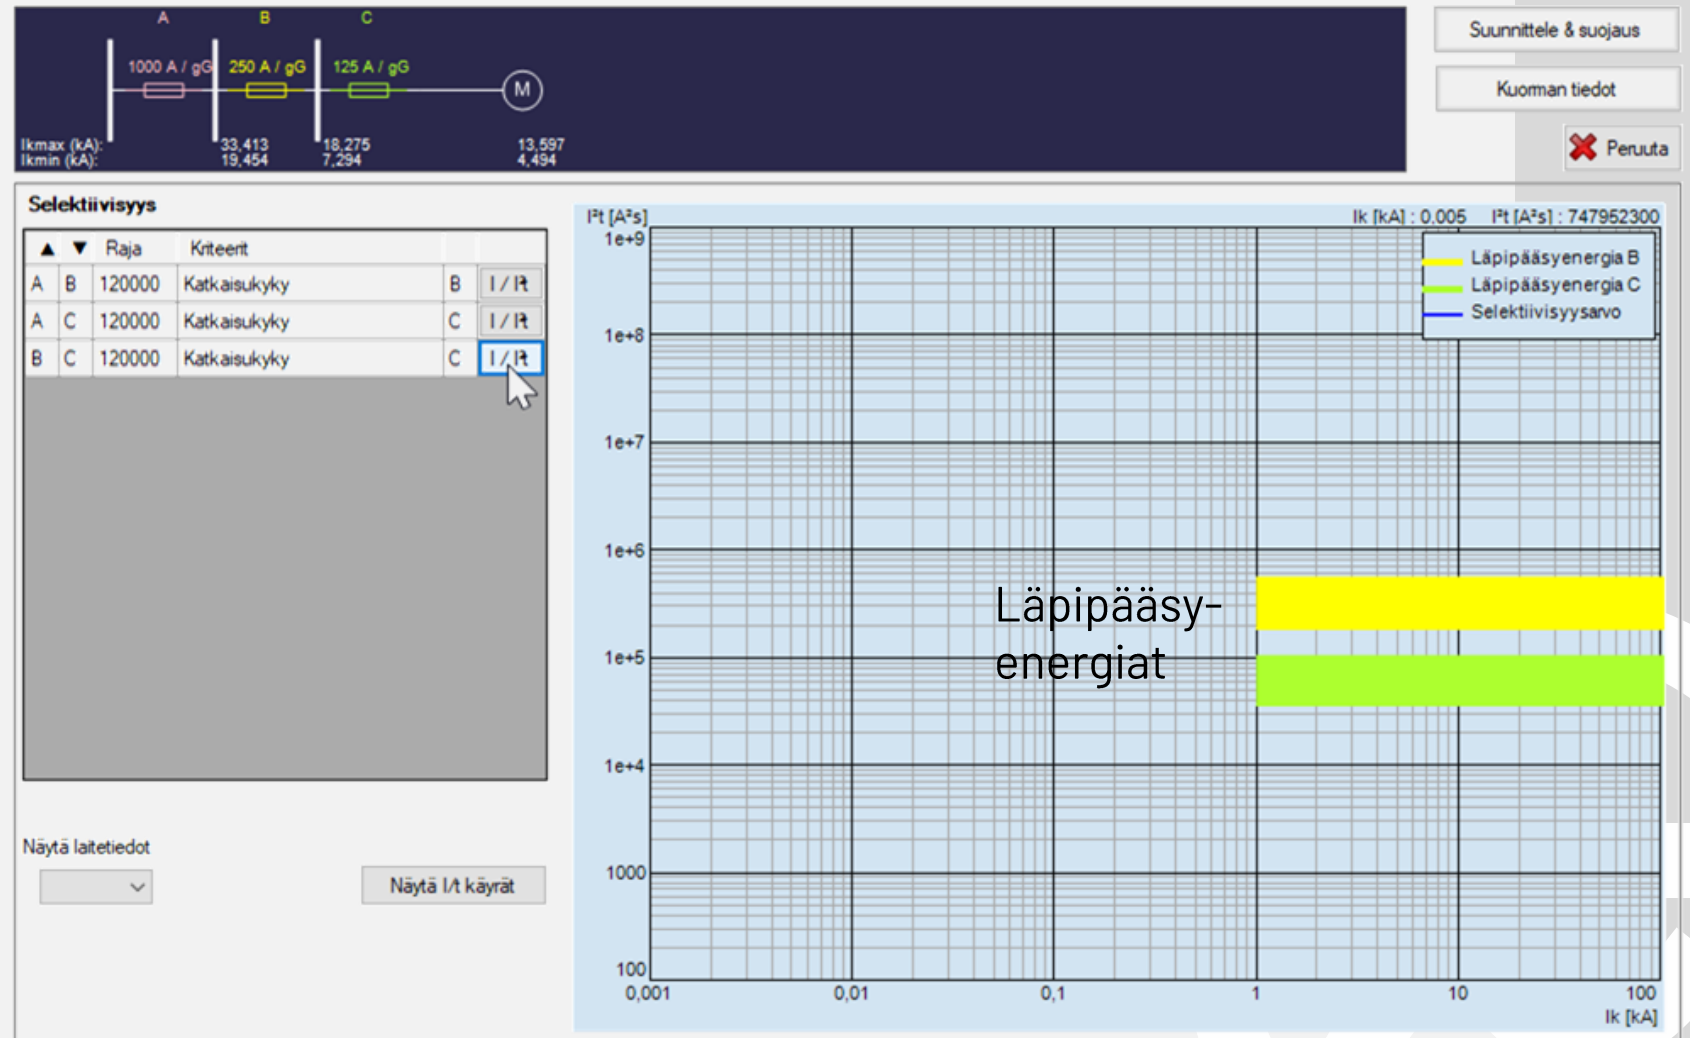 A B C
Suunnittele & suojaus
1000 A / gG 250 A / gG 125 A / gG
M
Kuorman tiedot
Ikmax (kA): 33,413 18,275 13,597
Ikmin (kA): 19,454 7,294 4,494
Peruuta
Selektiivisyys
▲ ▼ Raja Kriteerit
A B 120000 Katkaisukyky B I / I²t
A C 120000 Katkaisukyky C I / I²t
B C 120000 Katkaisukyky C I / I²t
Näytä laitetiedot
Näytä I/t käyrät
I²t [A²s] Ik [kA] : 0,005 I²t [A²s] : 747952300
Läpipääsyenergia B
Läpipääsyenergia C
Selektiivisyysarvo
1e+9
1e+8
1e+7
1e+6
1e+5
1e+4
1000
100
Läpipääsy-
energiat
0,001 0,01 0,1 1 10 100
Ik [kA]